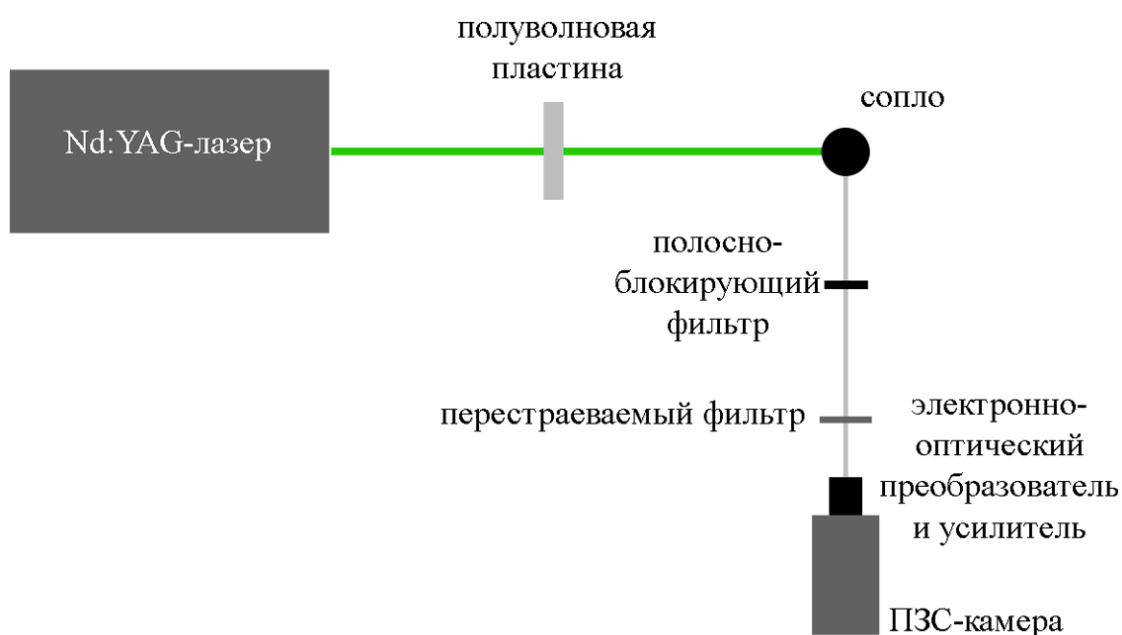 полуволновая
пластина
сопло
Nd:YAG-лазер
полосно-
блокирующий
фильтр
перестраеваемый фильтр
электронно-
оптический
преобразователь
и усилитель
ПЗС-камера